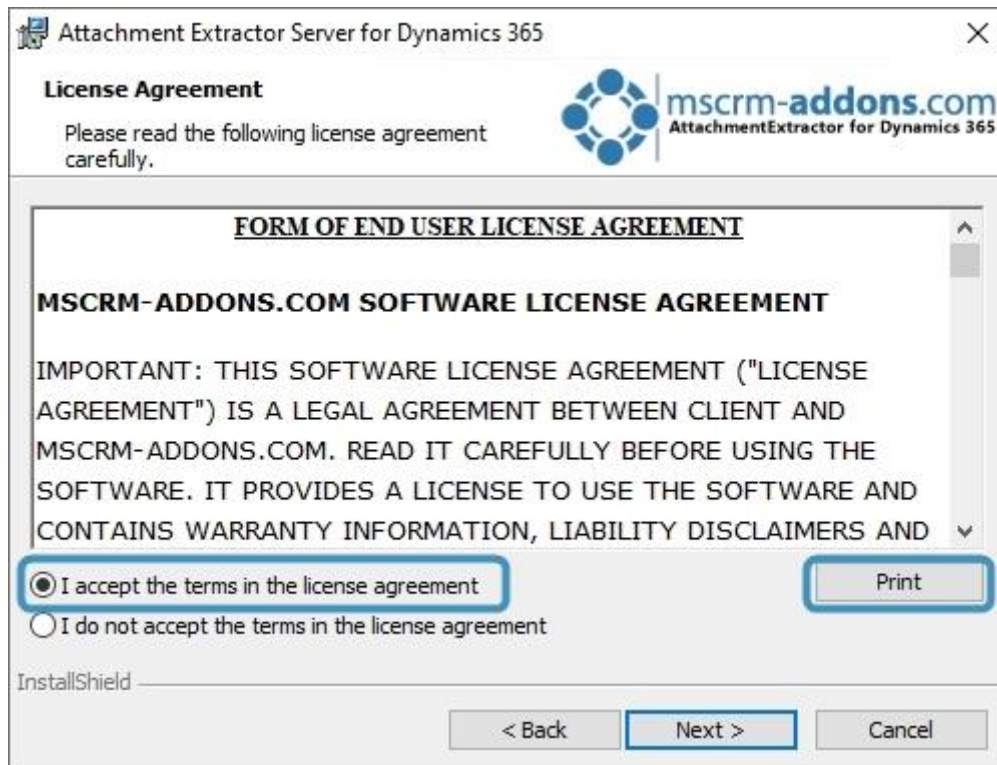 Attachment Extractor Server for Dynamics 365
License Agreement
Please read the following license agreement
carefully.
mscrm-addons.com
AttachmentExtractor for Dynamics 365
FORM OF END USER LICENSE AGREEMENT
MSCRM-ADDONS.COM SOFTWARE LICENSE AGREEMENT
IMPORTANT: THIS SOFTWARE LICENSE AGREEMENT ("LICENSE
AGREEMENT") IS A LEGAL AGREEMENT BETWEEN CLIENT AND
MSCRM-ADDONS.COM. READ IT CAREFULLY BEFORE USING THE
SOFTWARE. IT PROVIDES A LICENSE TO USE THE SOFTWARE AND
CONTAINS WARRANTY INFORMATION, LIABILITY DISCLAIMERS AND
I accept the terms in the license agreement
Print
I do not accept the terms in the license agreement
InstallShield
< Back
Next >
Cancel